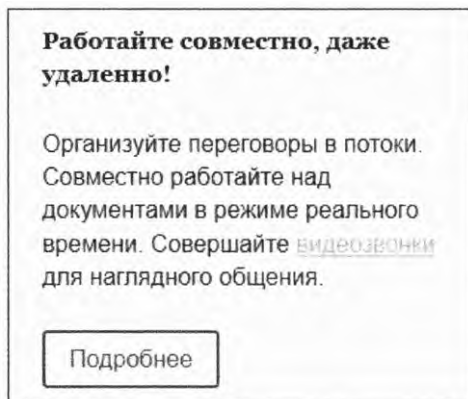 Работайте совместно, даже
удаленно!
Организуйте переговоры в потоки.
Совместно работайте над
документами в режиме реального
времени. Совершайте видеозвонки
для наглядного общения.
Подробнее